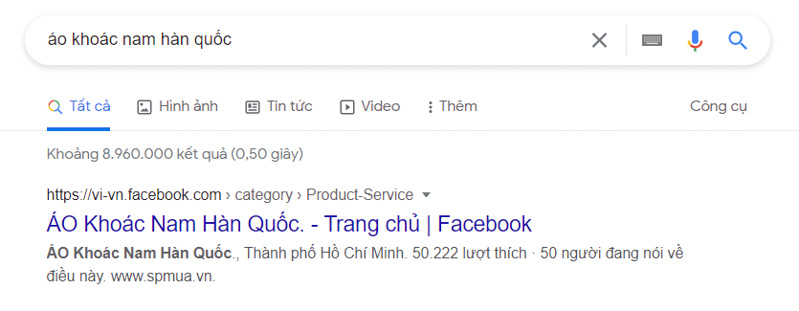 áo khoác nam hàn quốc
Tất cả Hình ảnh Tin tức Video Thêm Công cụ
Khoảng 8.960.000 kết quả (0,50 giây)
https://vi-vn.facebook.com › category › Product-Service
ÁO Khoác Nam Hàn Quốc. - Trang chủ | Facebook
ÁO Khoác Nam Hàn Quốc., Thành phố Hồ Chí Minh. 50.222 lượt thích · 50 người đang nói về
điều này. www.spmua.vn.